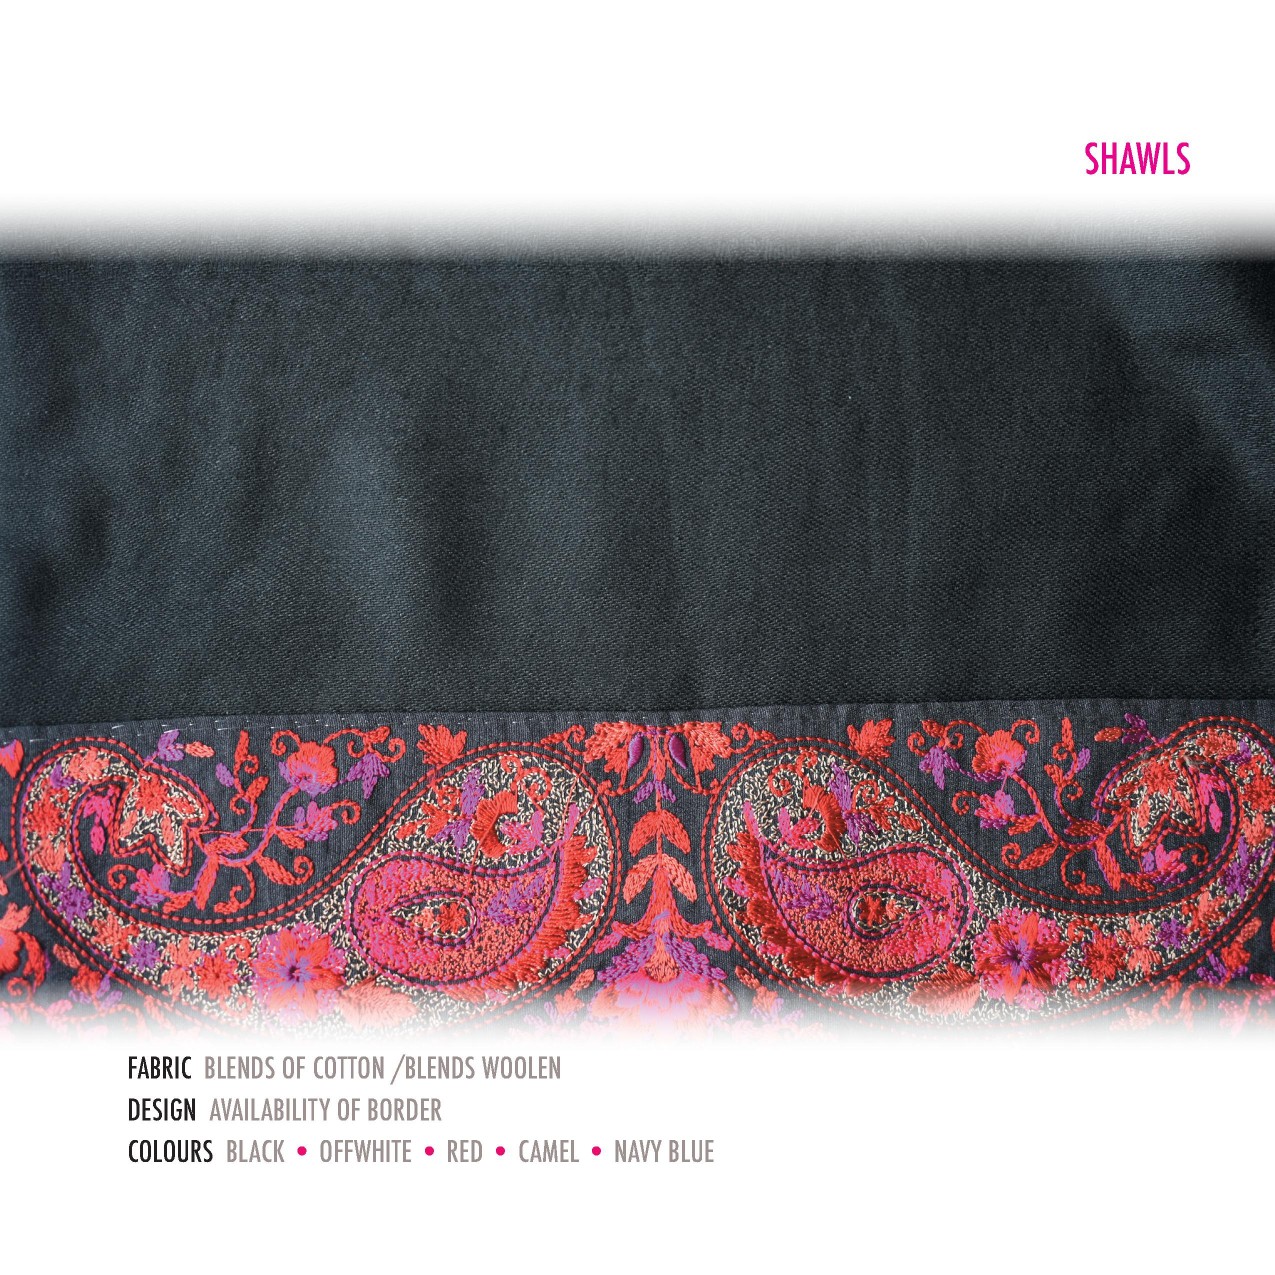 SHAWLS
FABRIC BLENDS OF COTTON /BLENDS WOOLEN
DESIGN AVAILABILITY OF BORDER
COLOURS BLACK • OFFWHITE • RED • CAMEL • NAVY BLUE